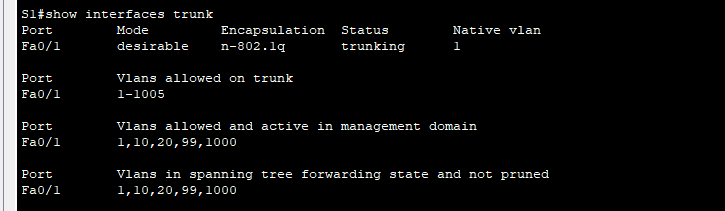 S1#show interfaces trunk
Port Mode Encapsulation Status Native vlan
Fa0/1 desirable n-802.1q trunking 1
Port Vlans allowed on trunk
Fa0/1 1-1005
Port Vlans allowed and active in management domain
Fa0/1 1,10,20,99,1000
Port Vlans in spanning tree forwarding state and not pruned
Fa0/1 1,10,20,99,1000